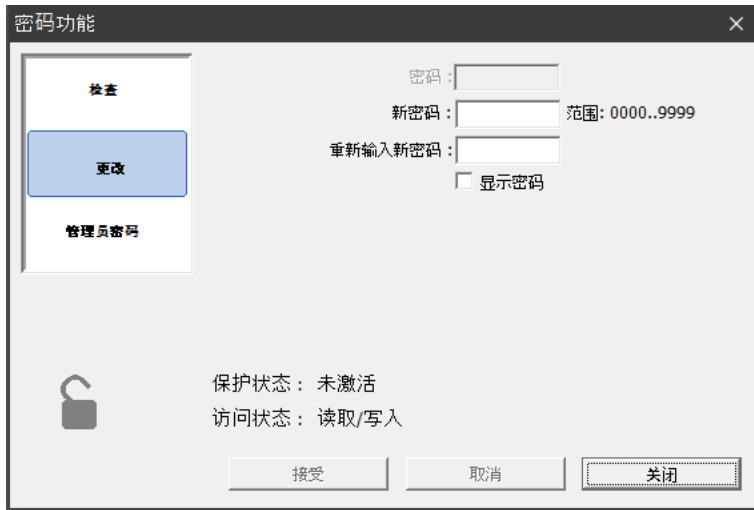 密码功能
检查
更改
管理员密码
密码 :
新密码 :
范围: 0000..9999
重新输入新密码 :
显示密码
保护状态 : 未激活
访问状态 : 读取/写入
接受
取消
关闭